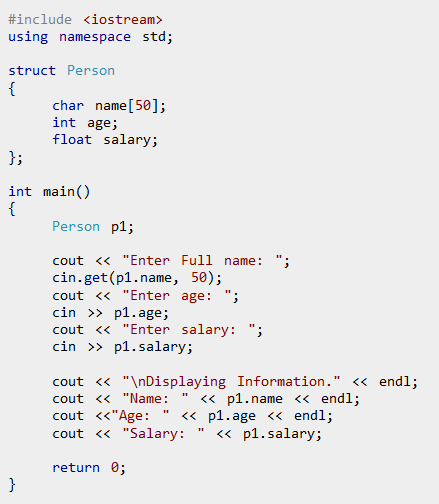 #include <iostream>
using namespace std;

struct Person
{
      char name[50];
      int age;
      float salary;
};

int main()
{
      Person p1;

      cout << "Enter Full name: ";
      cin.get(p1.name, 50);
      cout << "Enter age: ";
      cin >> p1.age;
      cout << "Enter salary: ";
      cin >> p1.salary;

      cout << "\nDisplaying Information." << endl;
      cout << "Name: " << p1.name << endl;
      cout <<"Age: " << p1.age << endl;
      cout << "Salary: " << p1.salary;

      return 0;
}